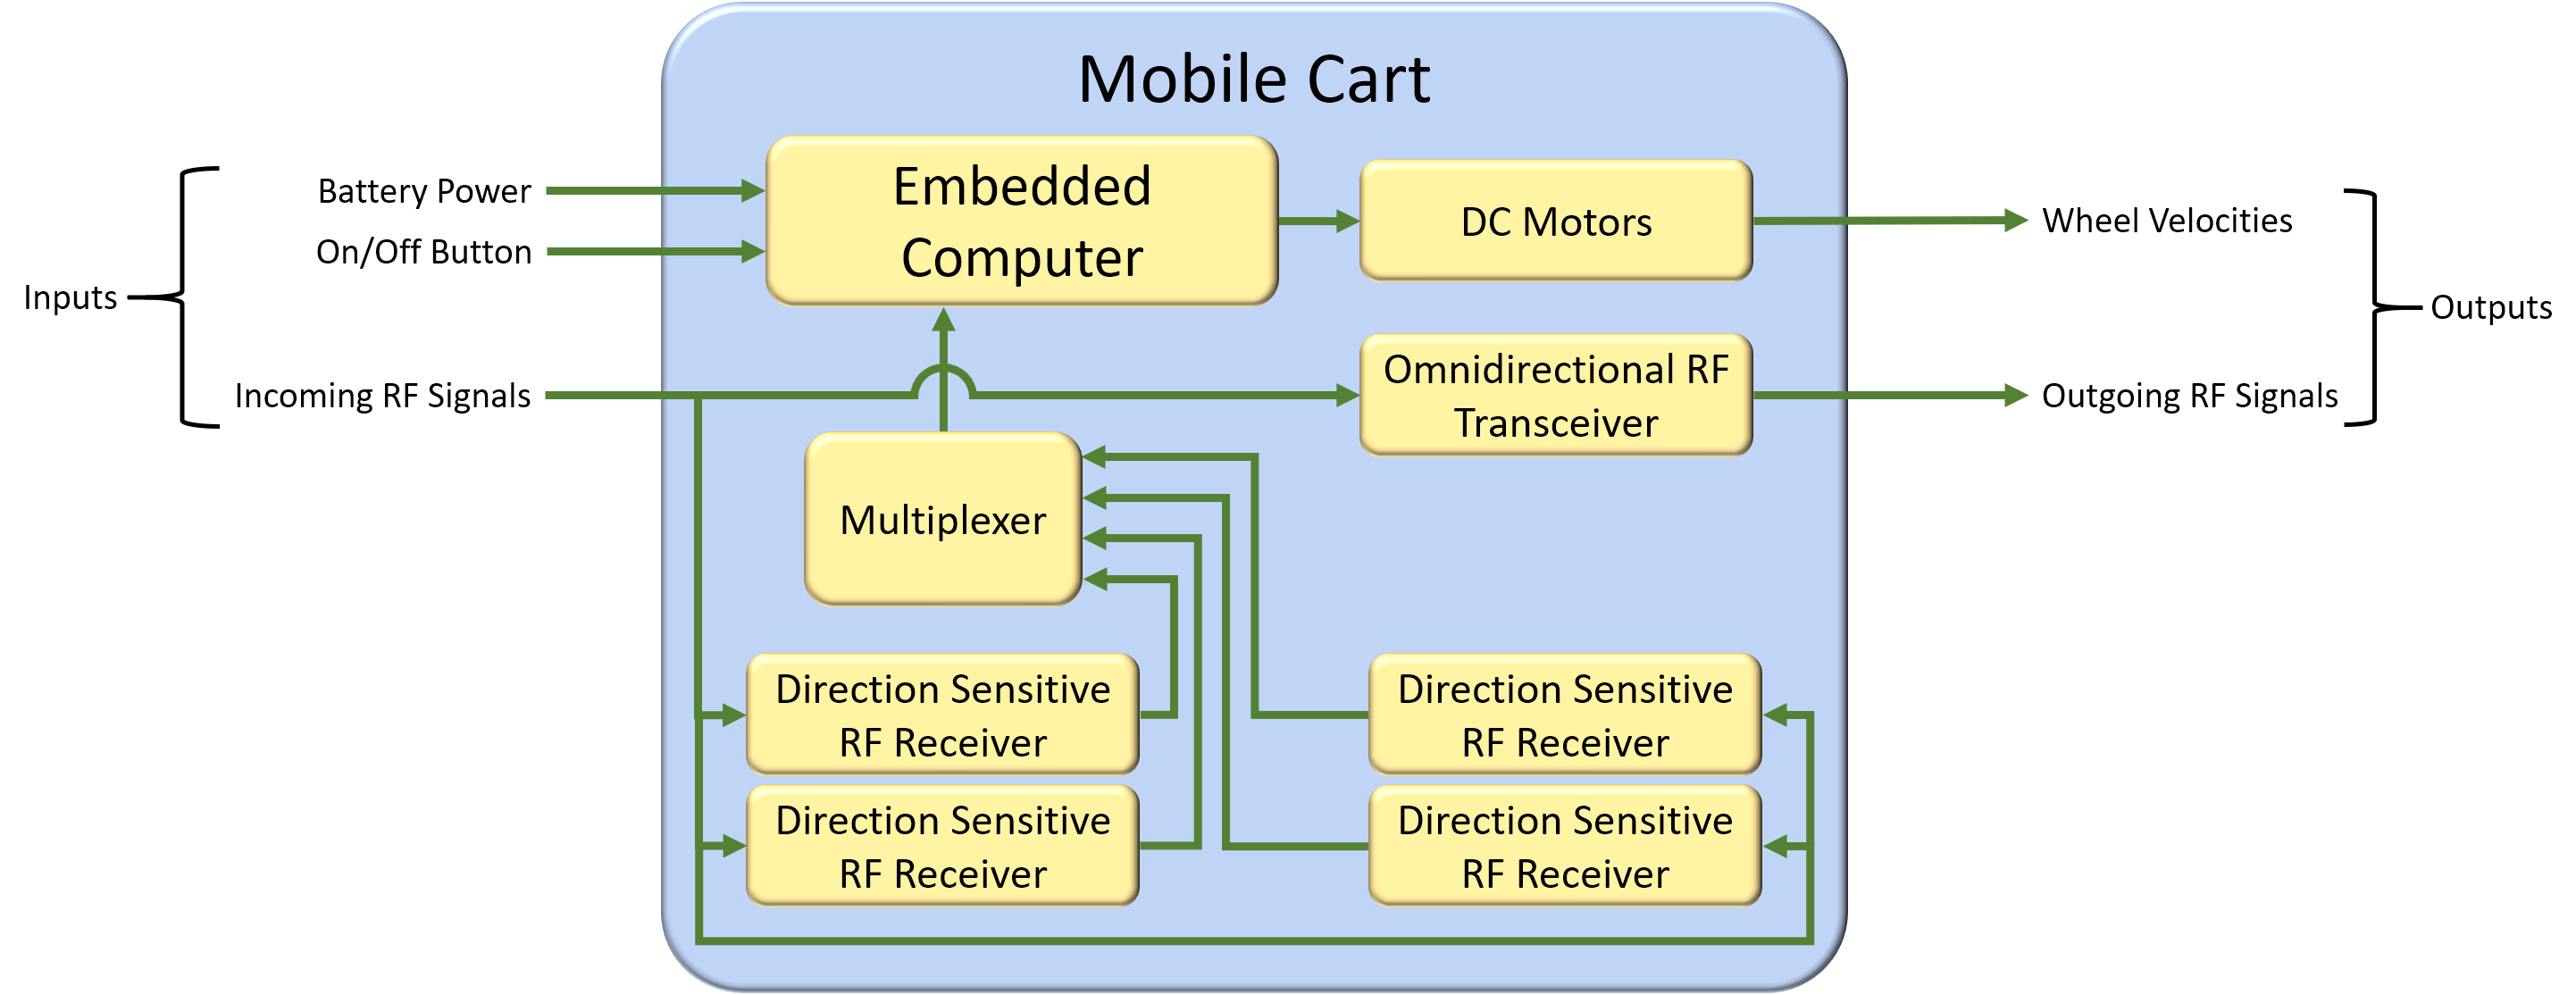 Mobile Cart
Inputs
Battery Power
On/Off Button
Incoming RF Signals
Embedded
Computer
DC Motors
Omnidirectional RF
Transceiver
Multiplexer
Direction Sensitive
RF Receiver
Direction Sensitive
RF Receiver
Direction Sensitive
RF Receiver
Direction Sensitive
RF Receiver
Wheel Velocities
Outgoing RF Signals
Outputs